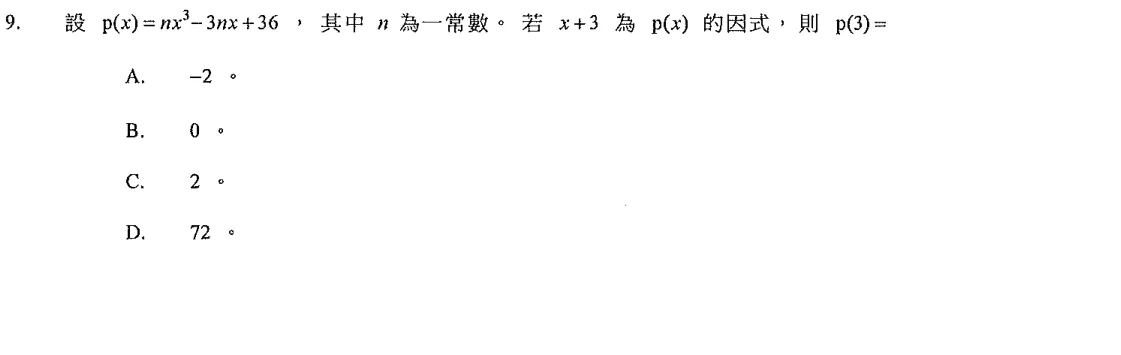 9. 設 p(x) = nx³ − 3nx + 36 ， 其中 n 為一常數。 若 x + 3 為 p(x) 的因式，則 p(3) =
A. −2 。
B. 0 。
C. 2 。
D. 72 。